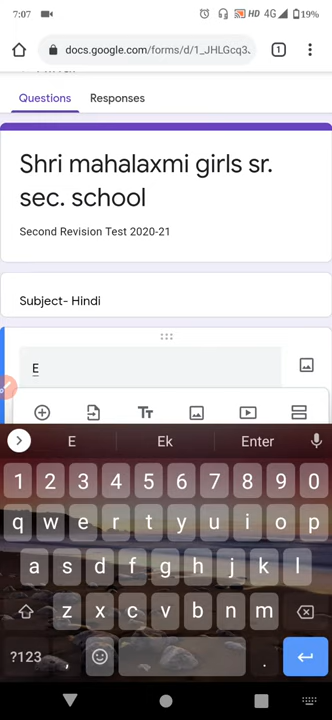 7:07 HD 4G 19%
docs.google.com/forms/d/1_JHLGcq3. 1
Questions Responses
Shri mahalaxmi girls sr.
sec. school
Second Revision Test 2020-21
Subject- Hindi
E
Tт
E Ek Enter
1 2 3 4 5 6 7 8 9 0
q w e r t y u i o p
a s d f g h j k l
z x c v b n m
?123 , .